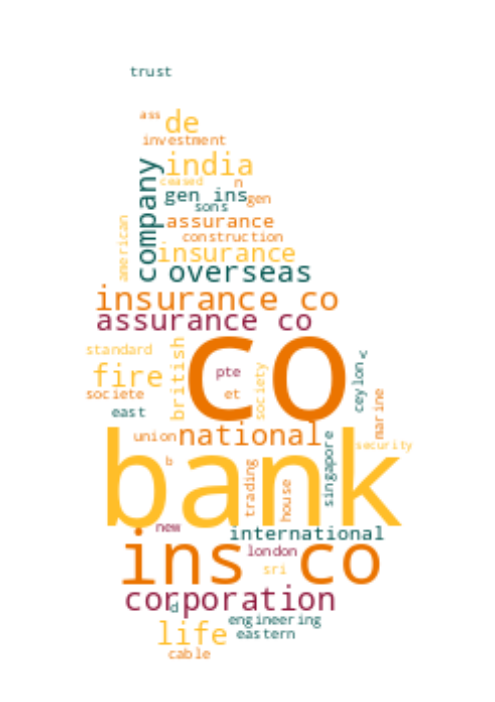 trust
ass
de
investment
india
ceased
n
gen ins
gen
sons
company
american
assurance
construction
insurance
overseas
insurance co
assurance co
co
standard
british
v
fire
pte
society
ceylon
societe
et
marine
east
union
national
security
bank
b
trading
house
singapore
new
international
ins co
london
sri
corporation
d
engineering
life
eastern
cable